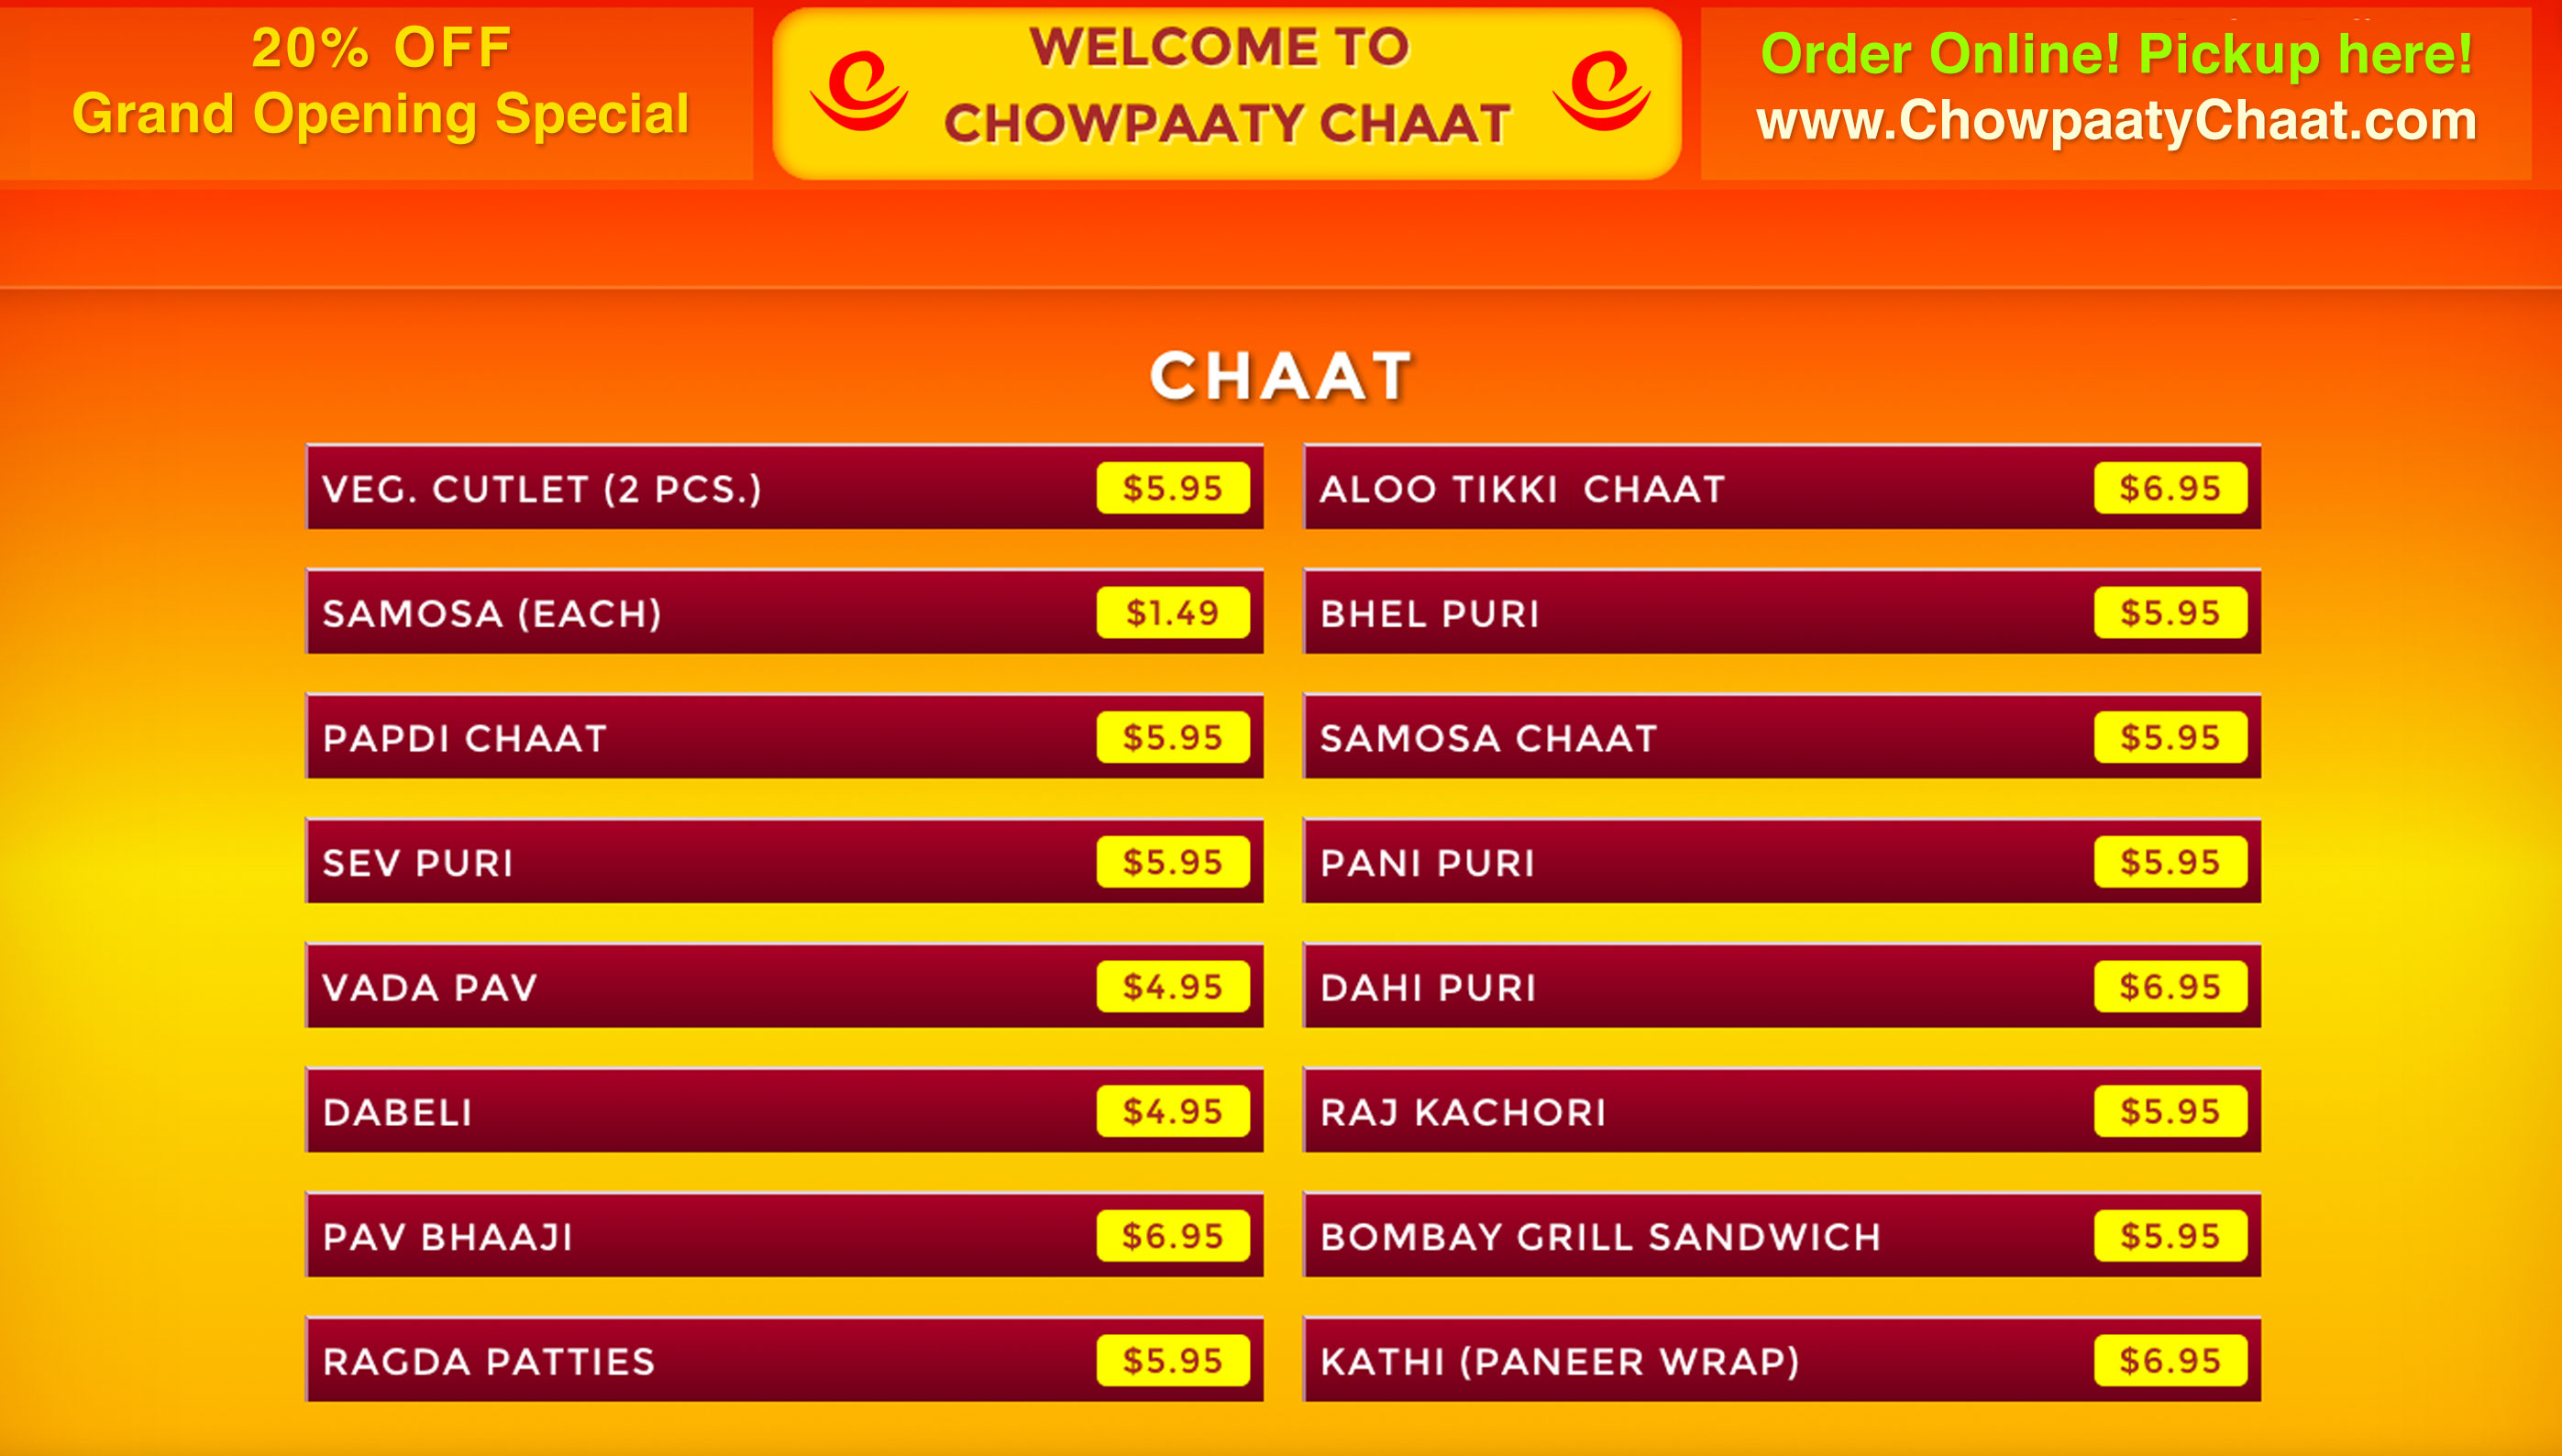 20% OFF
Grand Opening Special
WELCOME TO
CHOWPAATY CHAAT
Order Online! Pickup here!
www.ChowpaatyChaat.com
CHAAT
VEG. CUTLET (2 PCS.) $5.95
SAMOSA (EACH) $1.49
PAPDI CHAAT $5.95
SEV PURI $5.95
VADA PAV $4.95
DABELI $4.95
PAV BHAAJI $6.95
RAGDA PATTIES $5.95
ALOO TIKKI CHAAT $6.95
BHEL PURI $5.95
SAMOSA CHAAT $5.95
PANI PURI $5.95
DAHI PURI $6.95
RAJ KACHORI $5.95
BOMBAY GRILL SANDWICH $5.95
KATHI (PANEER WRAP) $6.95